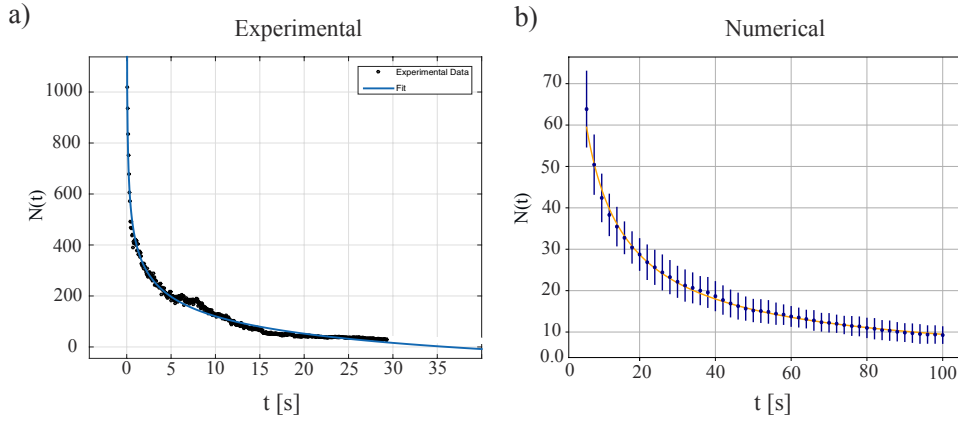 a)
Experimental
1000
800
600
400
200
0
N(t)
Experimental Data
Fit
0 5 10 15 20 25 30 35
t [s]
b)
Numerical
70
60
50
40
30
20
10
0.0
N(t)
0 20 40 60 80 100
t [s]